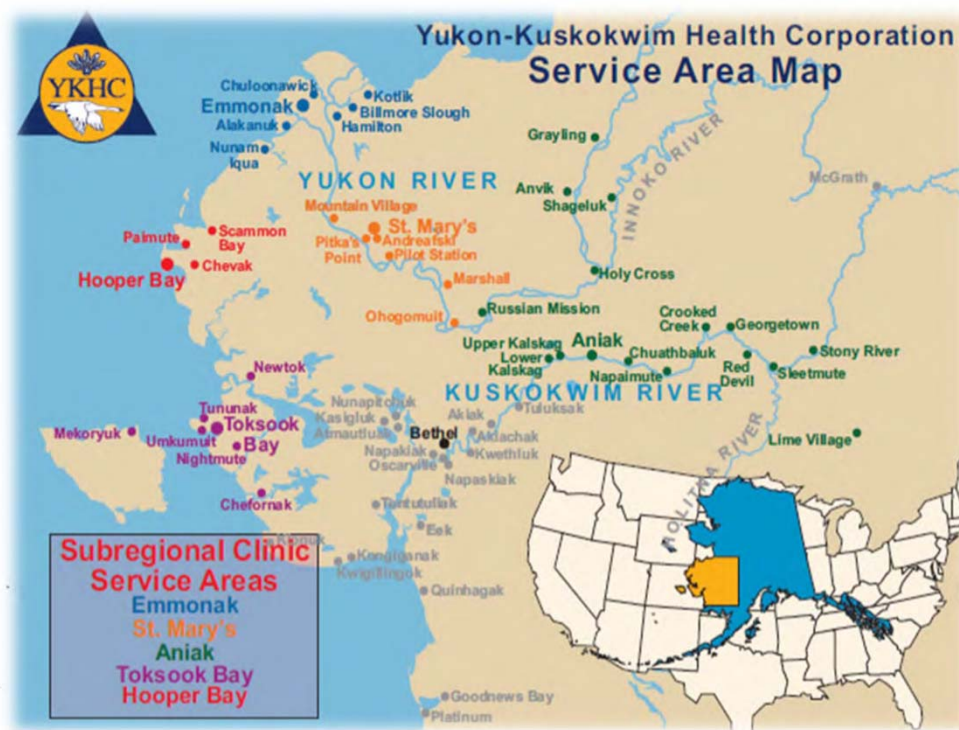 Yukon-Kuskokwim Health Corporation
Service Area Map
YKHC
Chuloonawick
Emmonak
Kotlik
Billmore Slough
Hamilton
Alakanuk
Nunam
Iqua
Grayling
YUKON RIVER
INNOKO RIVER
McGrath
Anvik
Shageluk
Mountain Village
St. Mary's
Pitka's
Point
Andreafski
Pilot Station
Scammon
Bay
Paimute
Chevak
Hooper Bay
Marshall
Holy Cross
Ohogomuit
Russian Mission
Crooked
Creek
Georgetown
Upper Kalskag
Aniak
Lower
Kalskag
Chuathbaluk
Napaimute
Red
Devil
Stony River
Sleetmute
KUSKOKWIM RIVER
Newtok
Nunapitchuk
Kasigluk
Atmautluak
Tuluksak
Akiak
Akiachak
Bethel
Kwethluk
Napakiak
Oscarville
Napaskiak
Tununak
Toksook
Bay
Mekoryuk
Umkumuit
Nightmute
Lime Village
Chefornak
Tuntutuliak
Eek
Kongiganak
Kwigillingok
Quinhagak
Subregional Clinic
Service Areas
Emmonak
St. Mary's
Aniak
Toksook Bay
Hooper Bay
Goodnews Bay
Platinum